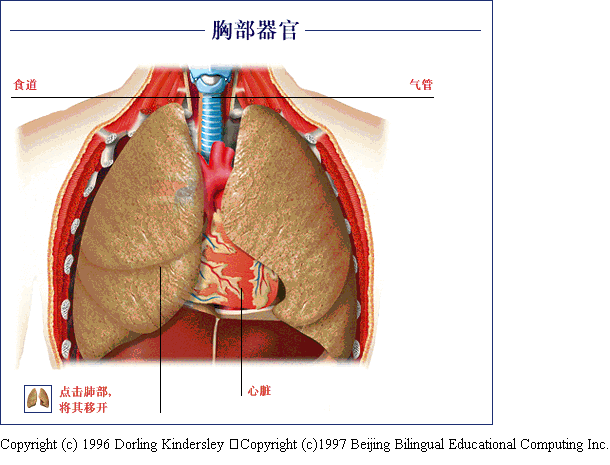 胸部器官
食道 气管
点击肺部，
将其移开
心脏
Copyright (c) 1996 Dorling Kindersley □Copyright (c)1997 Beijing Bilingual Educational Computing Inc.